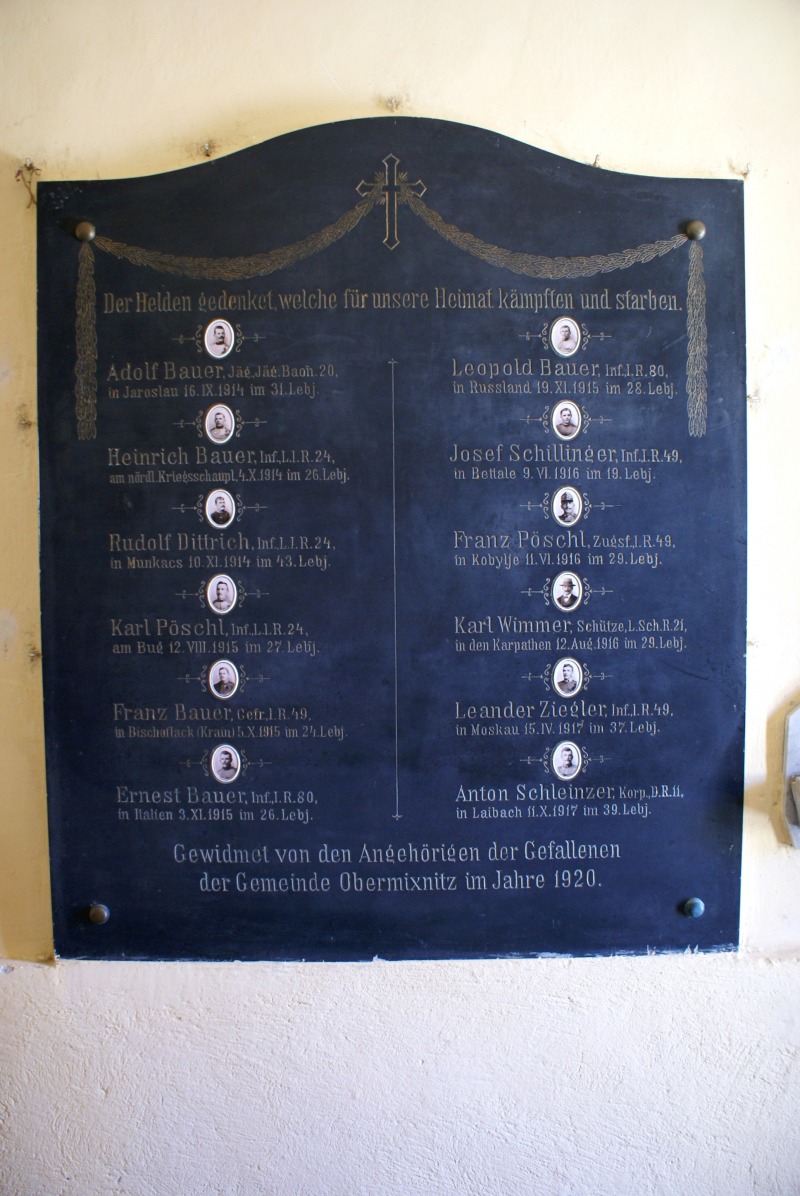 Der Helden gedenket, welche für unsere Heimat kämpften und starben.
Adolf Bauer, Jäg. Jäg. Baon. 20,
in Jaroslau 16.IX.1914 im 31. Lebj.
Heinrich Bauer, Inf., L.I.R. 24,
am nördl. Kriegsschaupl. 4.X.1914 im 26. Lebj.
Rudolf Dittrich, Inf., L.I.R. 24,
in Munkacs 10.XI.1914 im 43. Lebj.
Karl Pöschl, Inf., L.I.R. 24,
am Bug 12.VIII.1915 im 27. Lebj.
Franz Bauer, Gefr., I.R. 49,
in Bischoflack (Krain) 5.X.1915 im 24. Lebj.
Ernest Bauer, Inf., I.R. 80,
in Italien 3.XI.1915 im 26. Lebj.
Leopold Bauer, Inf., I.R. 80,
in Russland 19.XI.1915 im 28. Lebj.
Josef Schillinger, Inf., I.R. 49,
in Bettale 9.VI.1916 im 19. Lebj.
Franz Pöschl, Zugsf., I.R. 49,
in Kobylje 11.VI.1916 im 29. Lebj.
Karl Wimmer, Schütze, L.Sch.R. 21,
in den Karpathen 12. Aug. 1916 im 29. Lebj.
Leander Ziegler, Inf., I.R. 49,
in Moskau 15.IV.1917 im 37. Lebj.
Anton Schleinzer, Korp., D.R. 11,
in Laibach 11.X.1917 im 39. Lebj.
Gewidmet von den Angehörigen der Gefallenen
der Gemeinde Obermixnitz im Jahre 1920.